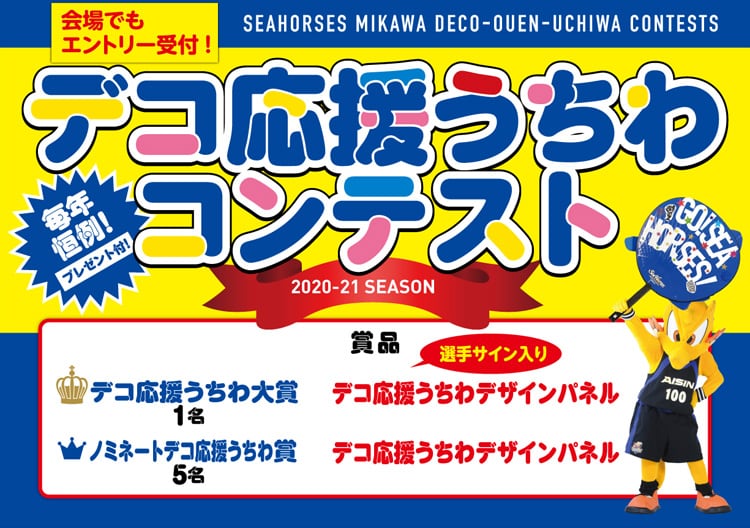 会場でも
エントリー受付！
SEAHORSES MIKAWA DECO-OUEN-UCHIWA CONTESTS
デコ応援うちわ
コンテスト
毎年
恒例！
プレゼント付！
2020-21 SEASON
GO! SEA
HORSES!
賞品
選手サイン入り
デコ応援うちわ大賞
1名
デコ応援うちわデザインパネル
ノミネートデコ応援うちわ賞
5名
デコ応援うちわデザインパネル
AISIN
100